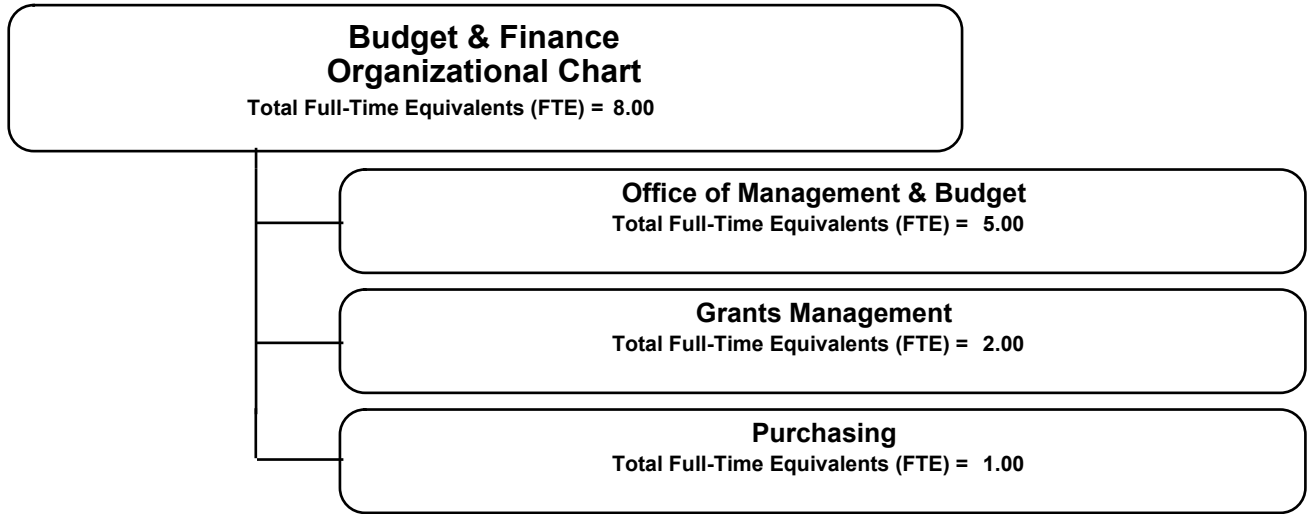 Budget & Finance
Organizational Chart
Total Full-Time Equivalents (FTE) = 8.00
Office of Management & Budget
Total Full-Time Equivalents (FTE) = 5.00
Grants Management
Total Full-Time Equivalents (FTE) = 2.00
Purchasing
Total Full-Time Equivalents (FTE) = 1.00